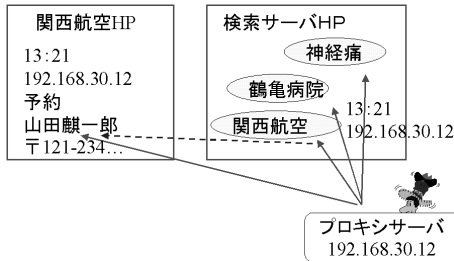 関西航空HP
13:21
192.168.30.12
予約
山田麒一郎
〒121-234…
検索サーバHP
神経痛
鶴亀病院
関西航空
13:21
192.168.30.12
プロキシサーバ
192.168.30.12